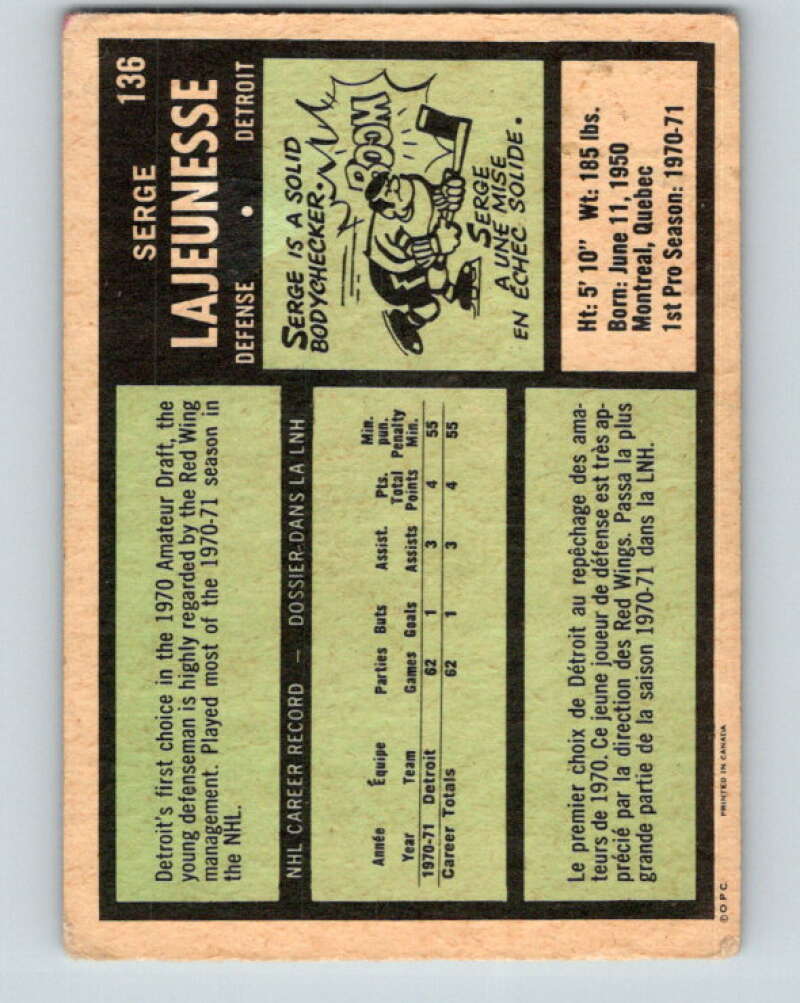 136
SERGE
LAJEUNESSE
DEFENSE • DETROIT
Detroit's first choice in the 1970 Amateur Draft, the
young defenseman is highly regarded by the Red Wing
management. Played most of the 1970-71 season in
the NHL.
SERGE IS A SOLID
BODYCHECKER.
BOOM
SERGE
A UNE MISE
EN ÉCHEC SOLIDE.
NHL CAREER RECORD — DOSSIER DANS LA LNH
Année Équipe Parties Buts Assist. Pts. Min. pun.
Year Team Games Goals Assists Total Points Penalty Min.
1970-71 Detroit 62 1 3 4 55
Career Totals 62 1 3 4 55
Ht: 5' 10" Wt: 185 lbs.
Born: June 11, 1950
Montreal, Quebec
1st Pro Season: 1970-71
Le premier choix de Détroit au repêchage des ama-
teurs de 1970. Ce jeune joueur de défense est très ap-
précié par la direction des Red Wings. Passa la plus
grande partie de la saison 1970-71 dans la LNH.
© O.P.C. PRINTED IN CANADA